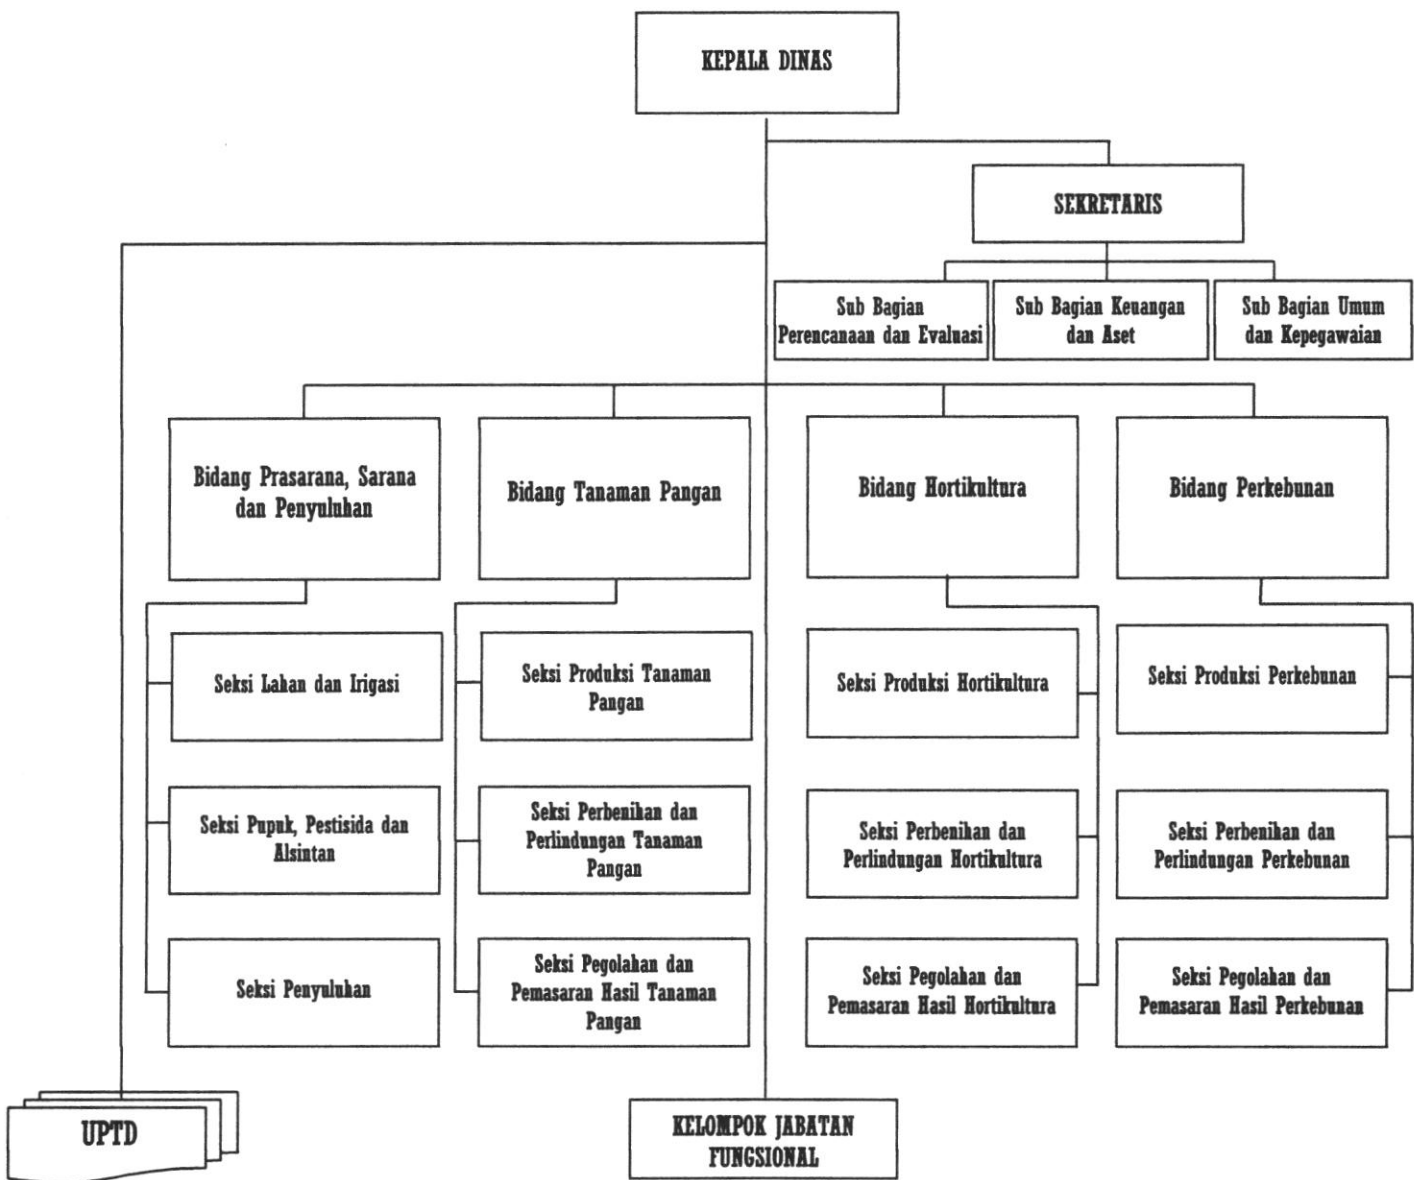 KEPALA DINAS
SEKRETARIS
Sub Bagian
Perencanaan dan Evaluasi
Sub Bagian Keuangan
dan Aset
Sub Bagian Umum
dan Kepegawaian
Bidang Prasarana, Sarana
dan Penyuluhan
Bidang Tanaman Pangan
Bidang Hortikultura
Bidang Perkebunan
Seksi Lahan dan Irigasi
Seksi Produksi Tanaman
Pangan
Seksi Produksi Hortikultura
Seksi Produksi Perkebunan
Seksi Pupuk, Pestisida dan
Alsintan
Seksi Perbenihan dan
Perlindungan Tanaman
Pangan
Seksi Perbenihan dan
Perlindungan Hortikultura
Seksi Perbenihan dan
Perlindungan Perkebunan
Seksi Penyuluhan
Seksi Pegolahan dan
Pemasaran Hasil Tanaman
Pangan
Seksi Pegolahan dan
Pemasaran Hasil Hortikultura
Seksi Pegolahan dan
Pemasaran Hasil Perkebunan
UPTD
KELOMPOK JABATAN
FUNGSIONAL